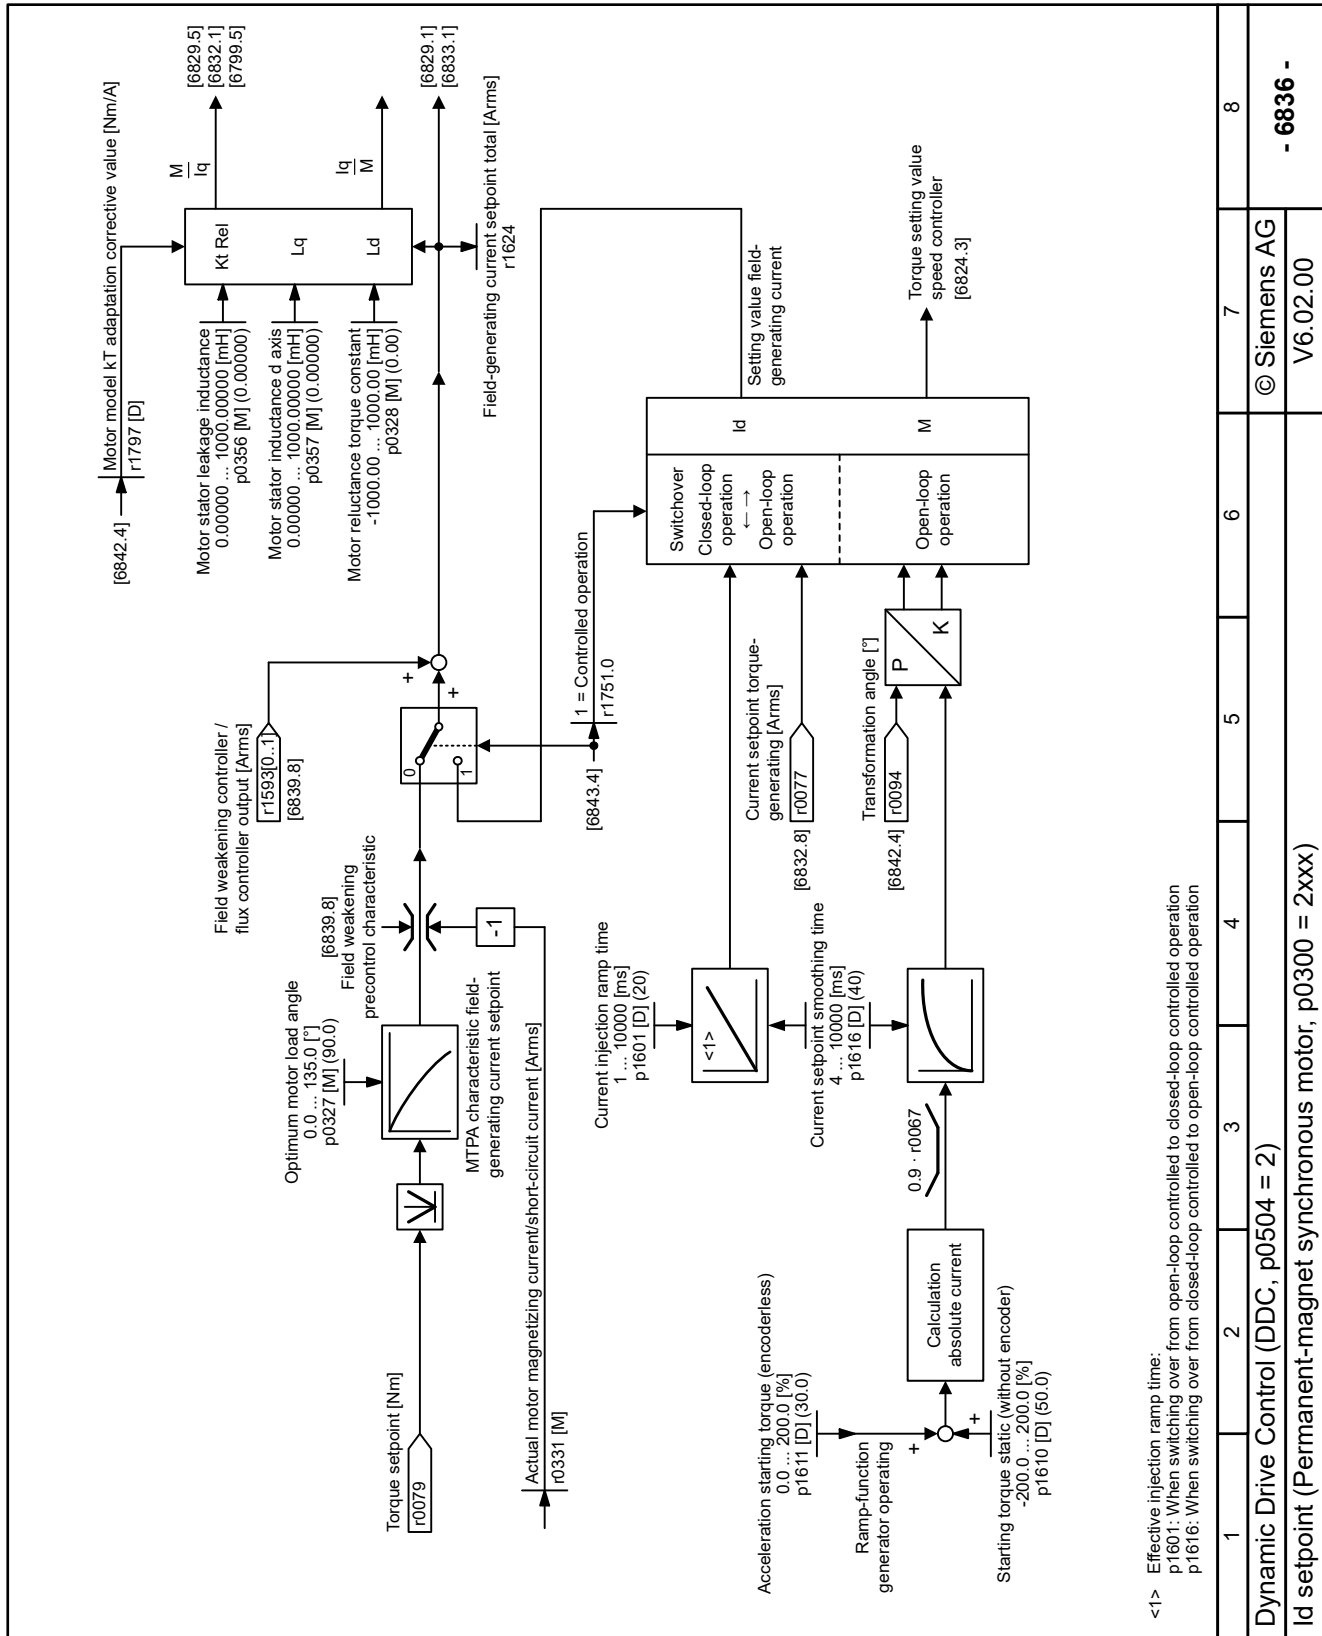 [6842.4]
Motor model kT adaptation corrective value [Nm/A]
r1797 [D]
Motor stator leakage inductance
0.00000 ... 1000.00000 [mH]
p0356 [M] (0.00000)
Motor stator inductance d axis
0.00000 ... 1000.00000 [mH]
p0357 [M] (0.00000)
Motor reluctance torque constant
-1000.00 ... 1000.00 [mH]
p0328 [M] (0.00)
Kt Rel
Lq
Ld
M
Iq
Iq
M
[6829.5]
[6832.1]
[6799.5]
[6829.1]
[6833.1]
Field-generating current setpoint total [Arms]
r1624
Field weakening controller /
flux controller output [Arms]
r1593[0..1]
[6839.8]
+
+
0
1
[6839.8]
Field weakening
precontrol characteristic
Optimum motor load angle
0.0 ... 135.0 [°]
p0327 [M] (90.0)
MTPA characteristic field-
generating current setpoint
-1
Torque setpoint [Nm]
r0079
Actual motor magnetizing current/short-circuit current [Arms]
r0331 [M]
[6843.4]
1 = Controlled operation
r1751.0
Current injection ramp time
1 ... 10000 [ms]
p1601 [D] (20)
<1>
Current setpoint torque-
generating [Arms]
[6832.8]
r0077
Switchover
Closed-loop
operation
←→
Open-loop
operation
Id
Setting value field-
generating current
Current setpoint smoothing time
4 ... 10000 [ms]
p1616 [D] (40)
Transformation angle [°]
[6842.4]
r0094
P
K
Open-loop
operation
M
Torque setting value
speed controller
[6824.3]
Acceleration starting torque (encoderless)
0.0 ... 200.0 [%]
p1611 [D] (30.0)
Ramp-function
generator operating
+
+
Starting torque static (without encoder)
-200.0 ... 200.0 [%]
p1610 [D] (50.0)
Calculation
absolute current
0.9 · r0067
<1> Effective injection ramp time:
p1601: When switching over from open-loop controlled to closed-loop controlled operation
p1616: When switching over from closed-loop controlled to open-loop controlled operation
1 2 3 4 5 6 7 8
Dynamic Drive Control (DDC, p0504 = 2)
© Siemens AG
- 6836 -
Id setpoint (Permanent-magnet synchronous motor, p0300 = 2xxx)
V6.02.00